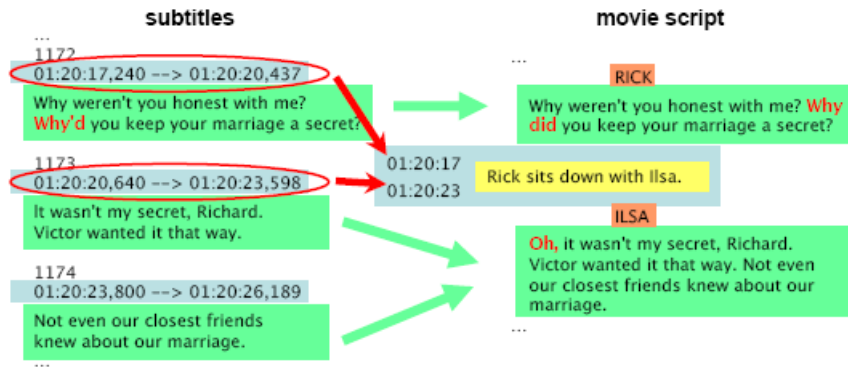 subtitles
...
1172
01:20:17,240 --> 01:20:20,437
Why weren't you honest with me?
Why'd you keep your marriage a secret?
1173
01:20:20,640 --> 01:20:23,598
It wasn't my secret, Richard.
Victor wanted it that way.
1174
01:20:23,800 --> 01:20:26,189
Not even our closest friends
knew about our marriage.
...
movie script
...
RICK
Why weren't you honest with me? Why
did you keep your marriage a secret?
01:20:17
Rick sits down with Ilsa.
01:20:23
ILSA
Oh, it wasn't my secret, Richard.
Victor wanted it that way. Not even
our closest friends knew about our
marriage.
...